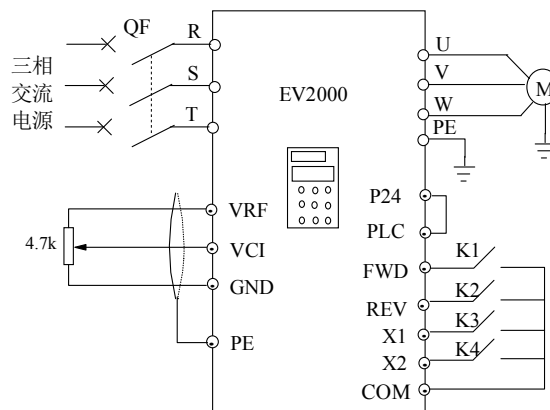 QF
三相
交流
电源
R
S
T
EV2000
U
V
W
PE
M
4.7k
VRF
VCI
GND
PE
P24
PLC
FWD
REV
X1
X2
COM
K1
K2
K3
K4